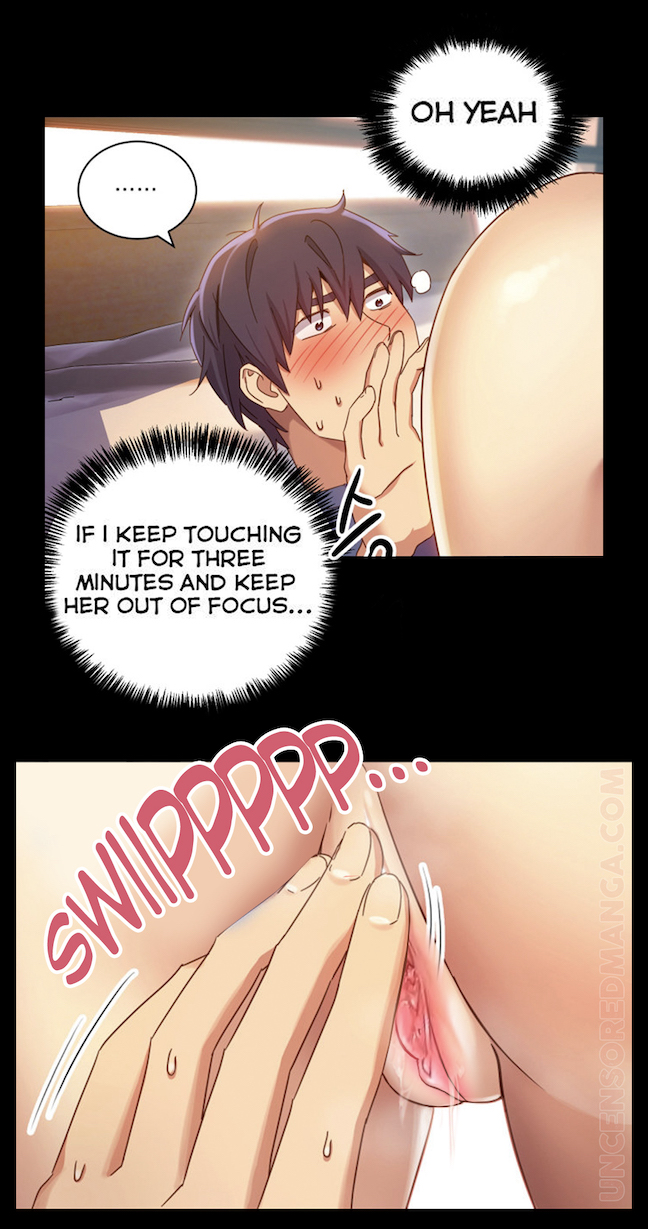 OH YEAH
......
IF I KEEP TOUCHING
IT FOR THREE
MINUTES AND KEEP
HER OUT OF FOCUS...
SWIIPPPPP...
UNCENSOREDMANGA.COM